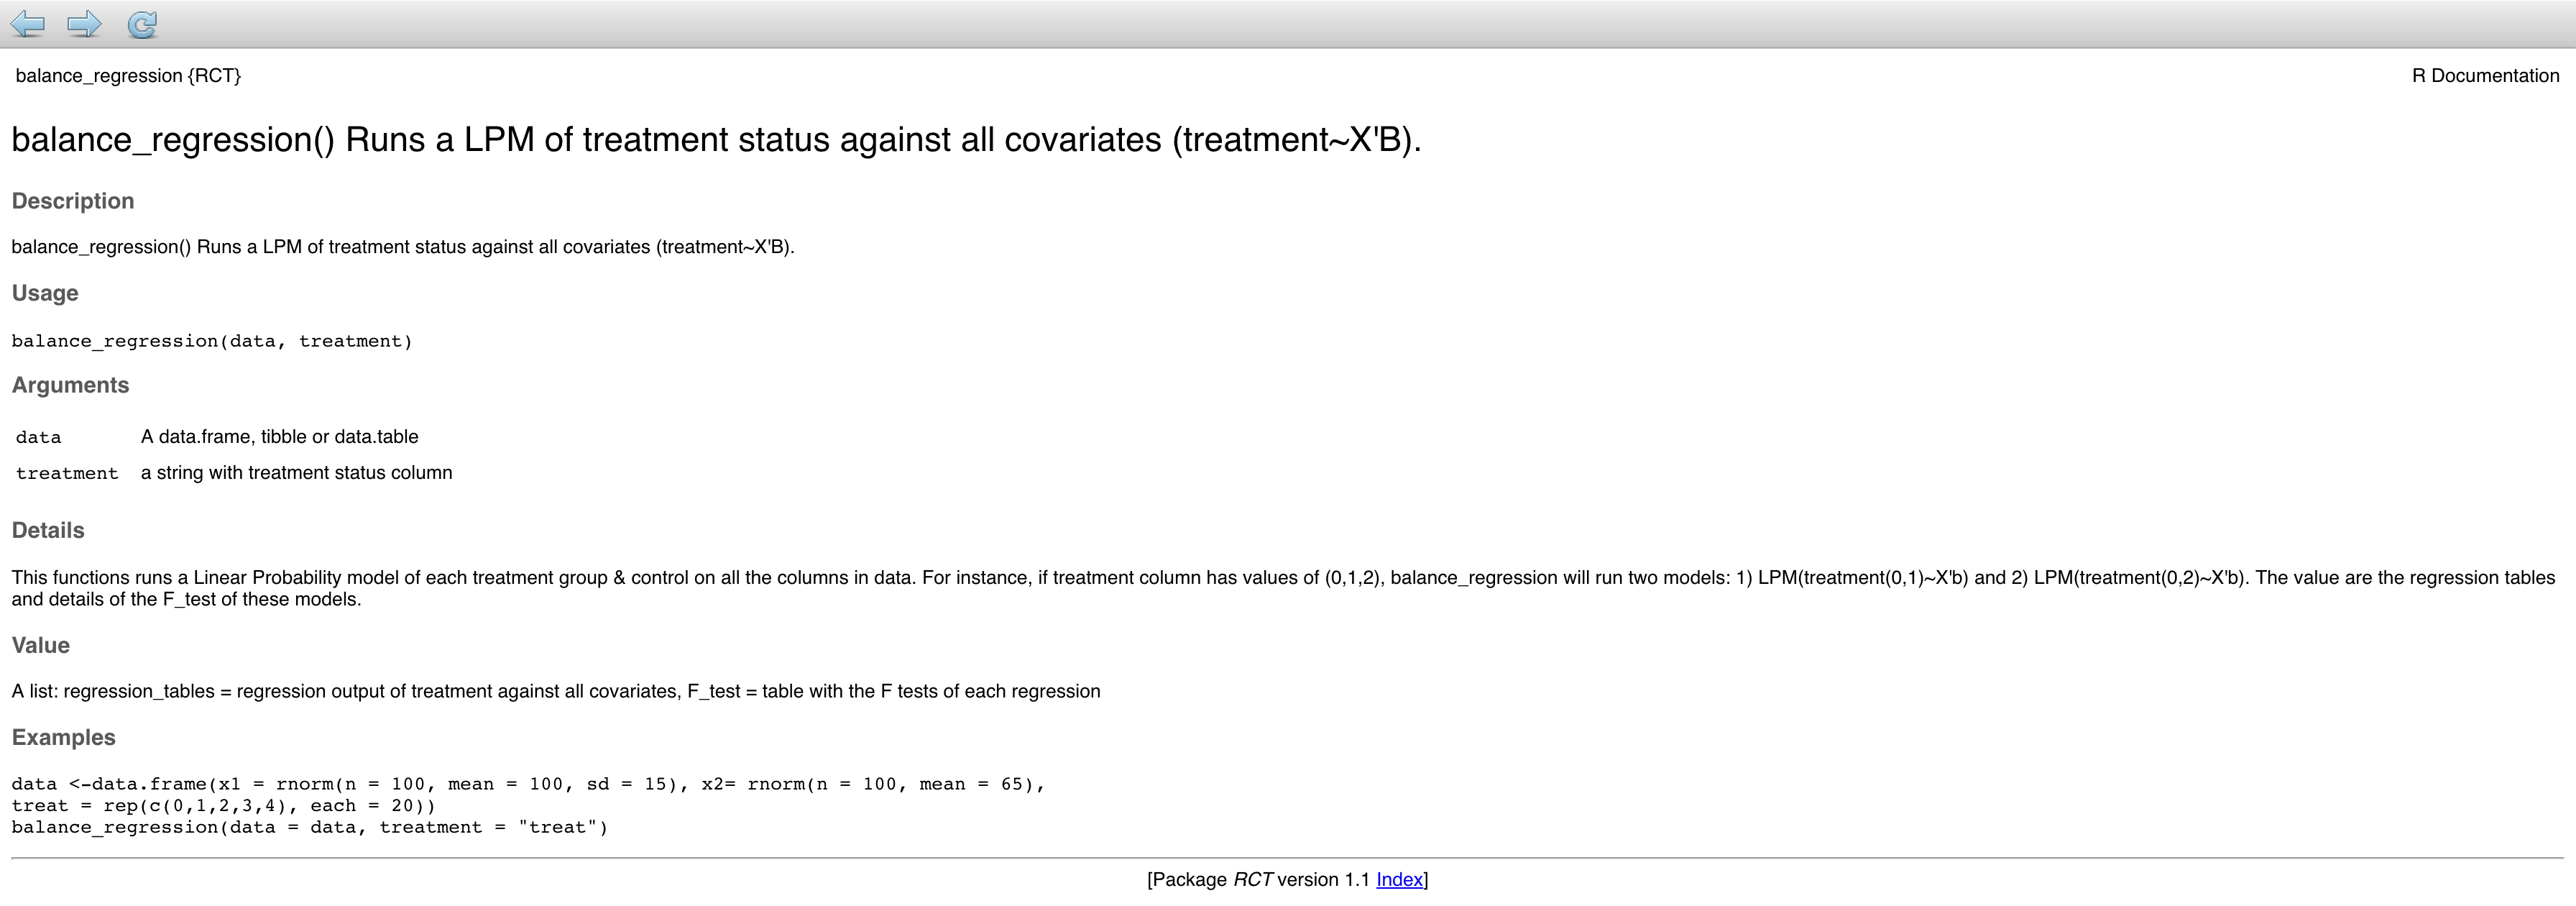 balance_regression {RCT} R Documentation
balance_regression() Runs a LPM of treatment status against all covariates (treatment~X'B).
Description
balance_regression() Runs a LPM of treatment status against all covariates (treatment~X'B).
Usage
balance_regression(data, treatment)
Arguments
data A data.frame, tibble or data.table
treatment a string with treatment status column
Details
This functions runs a Linear Probability model of each treatment group & control on all the columns in data. For instance, if treatment column has values of (0,1,2), balance_regression will run two models: 1) LPM(treatment(0,1)~X'b) and 2) LPM(treatment(0,2)~X'b). The value are the regression tables
and details of the F_test of these models.
Value
A list: regression_tables = regression output of treatment against all covariates, F_test = table with the F tests of each regression
Examples
data <-data.frame(x1 = rnorm(n = 100, mean = 100, sd = 15), x2= rnorm(n = 100, mean = 65),
treat = rep(c(0,1,2,3,4), each = 20))
balance_regression(data = data, treatment = "treat")
[Package RCT version 1.1 Index]